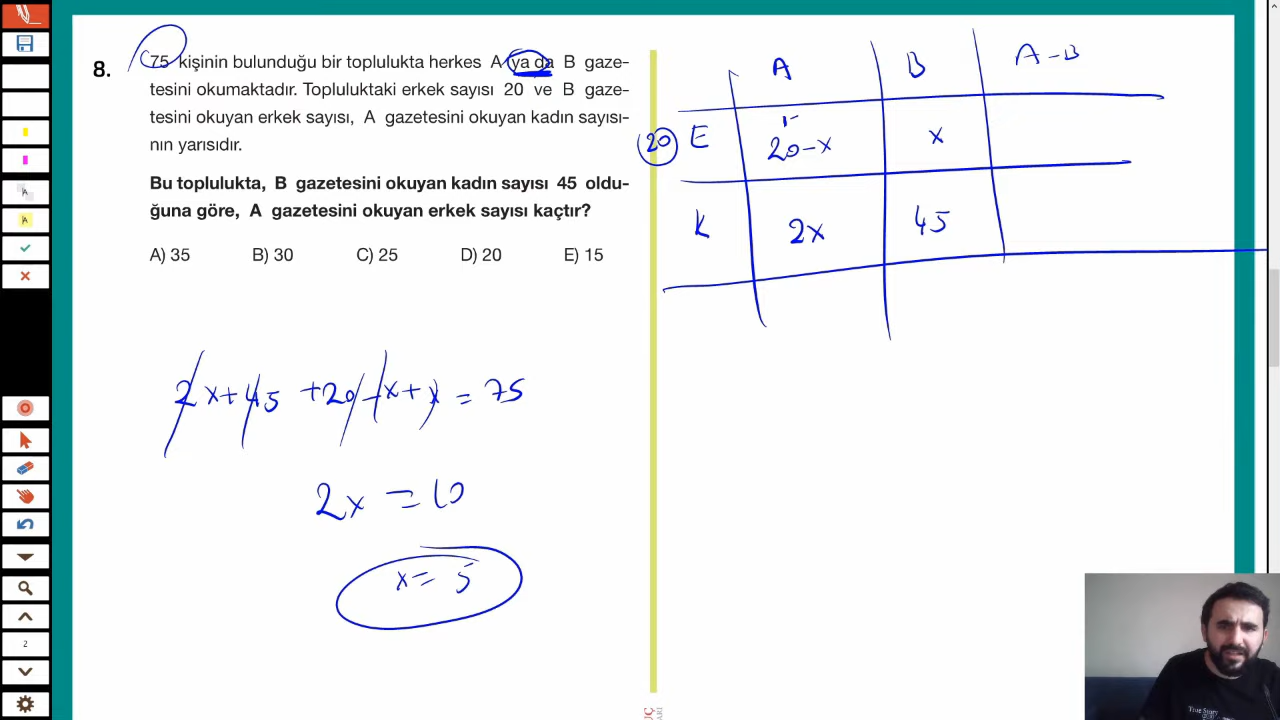 8.
75 kişinin bulunduğu bir toplulukta herkes A ya da B gaze-
tesini okumaktadır. Topluluktaki erkek sayısı 20 ve B gaze-
tesini okuyan erkek sayısı, A gazetesini okuyan kadın sayısı-
nın yarısıdır.
Bu toplulukta, B gazetesini okuyan kadın sayısı 45 oldu-
ğuna göre, A gazetesini okuyan erkek sayısı kaçtır?
A) 35 B) 30 C) 25 D) 20 E) 15
2x+45 +20-x+x = 75
2x = 10
x = 5
A B A-B
20 E 20-x x
K 2x 45
2
True Story